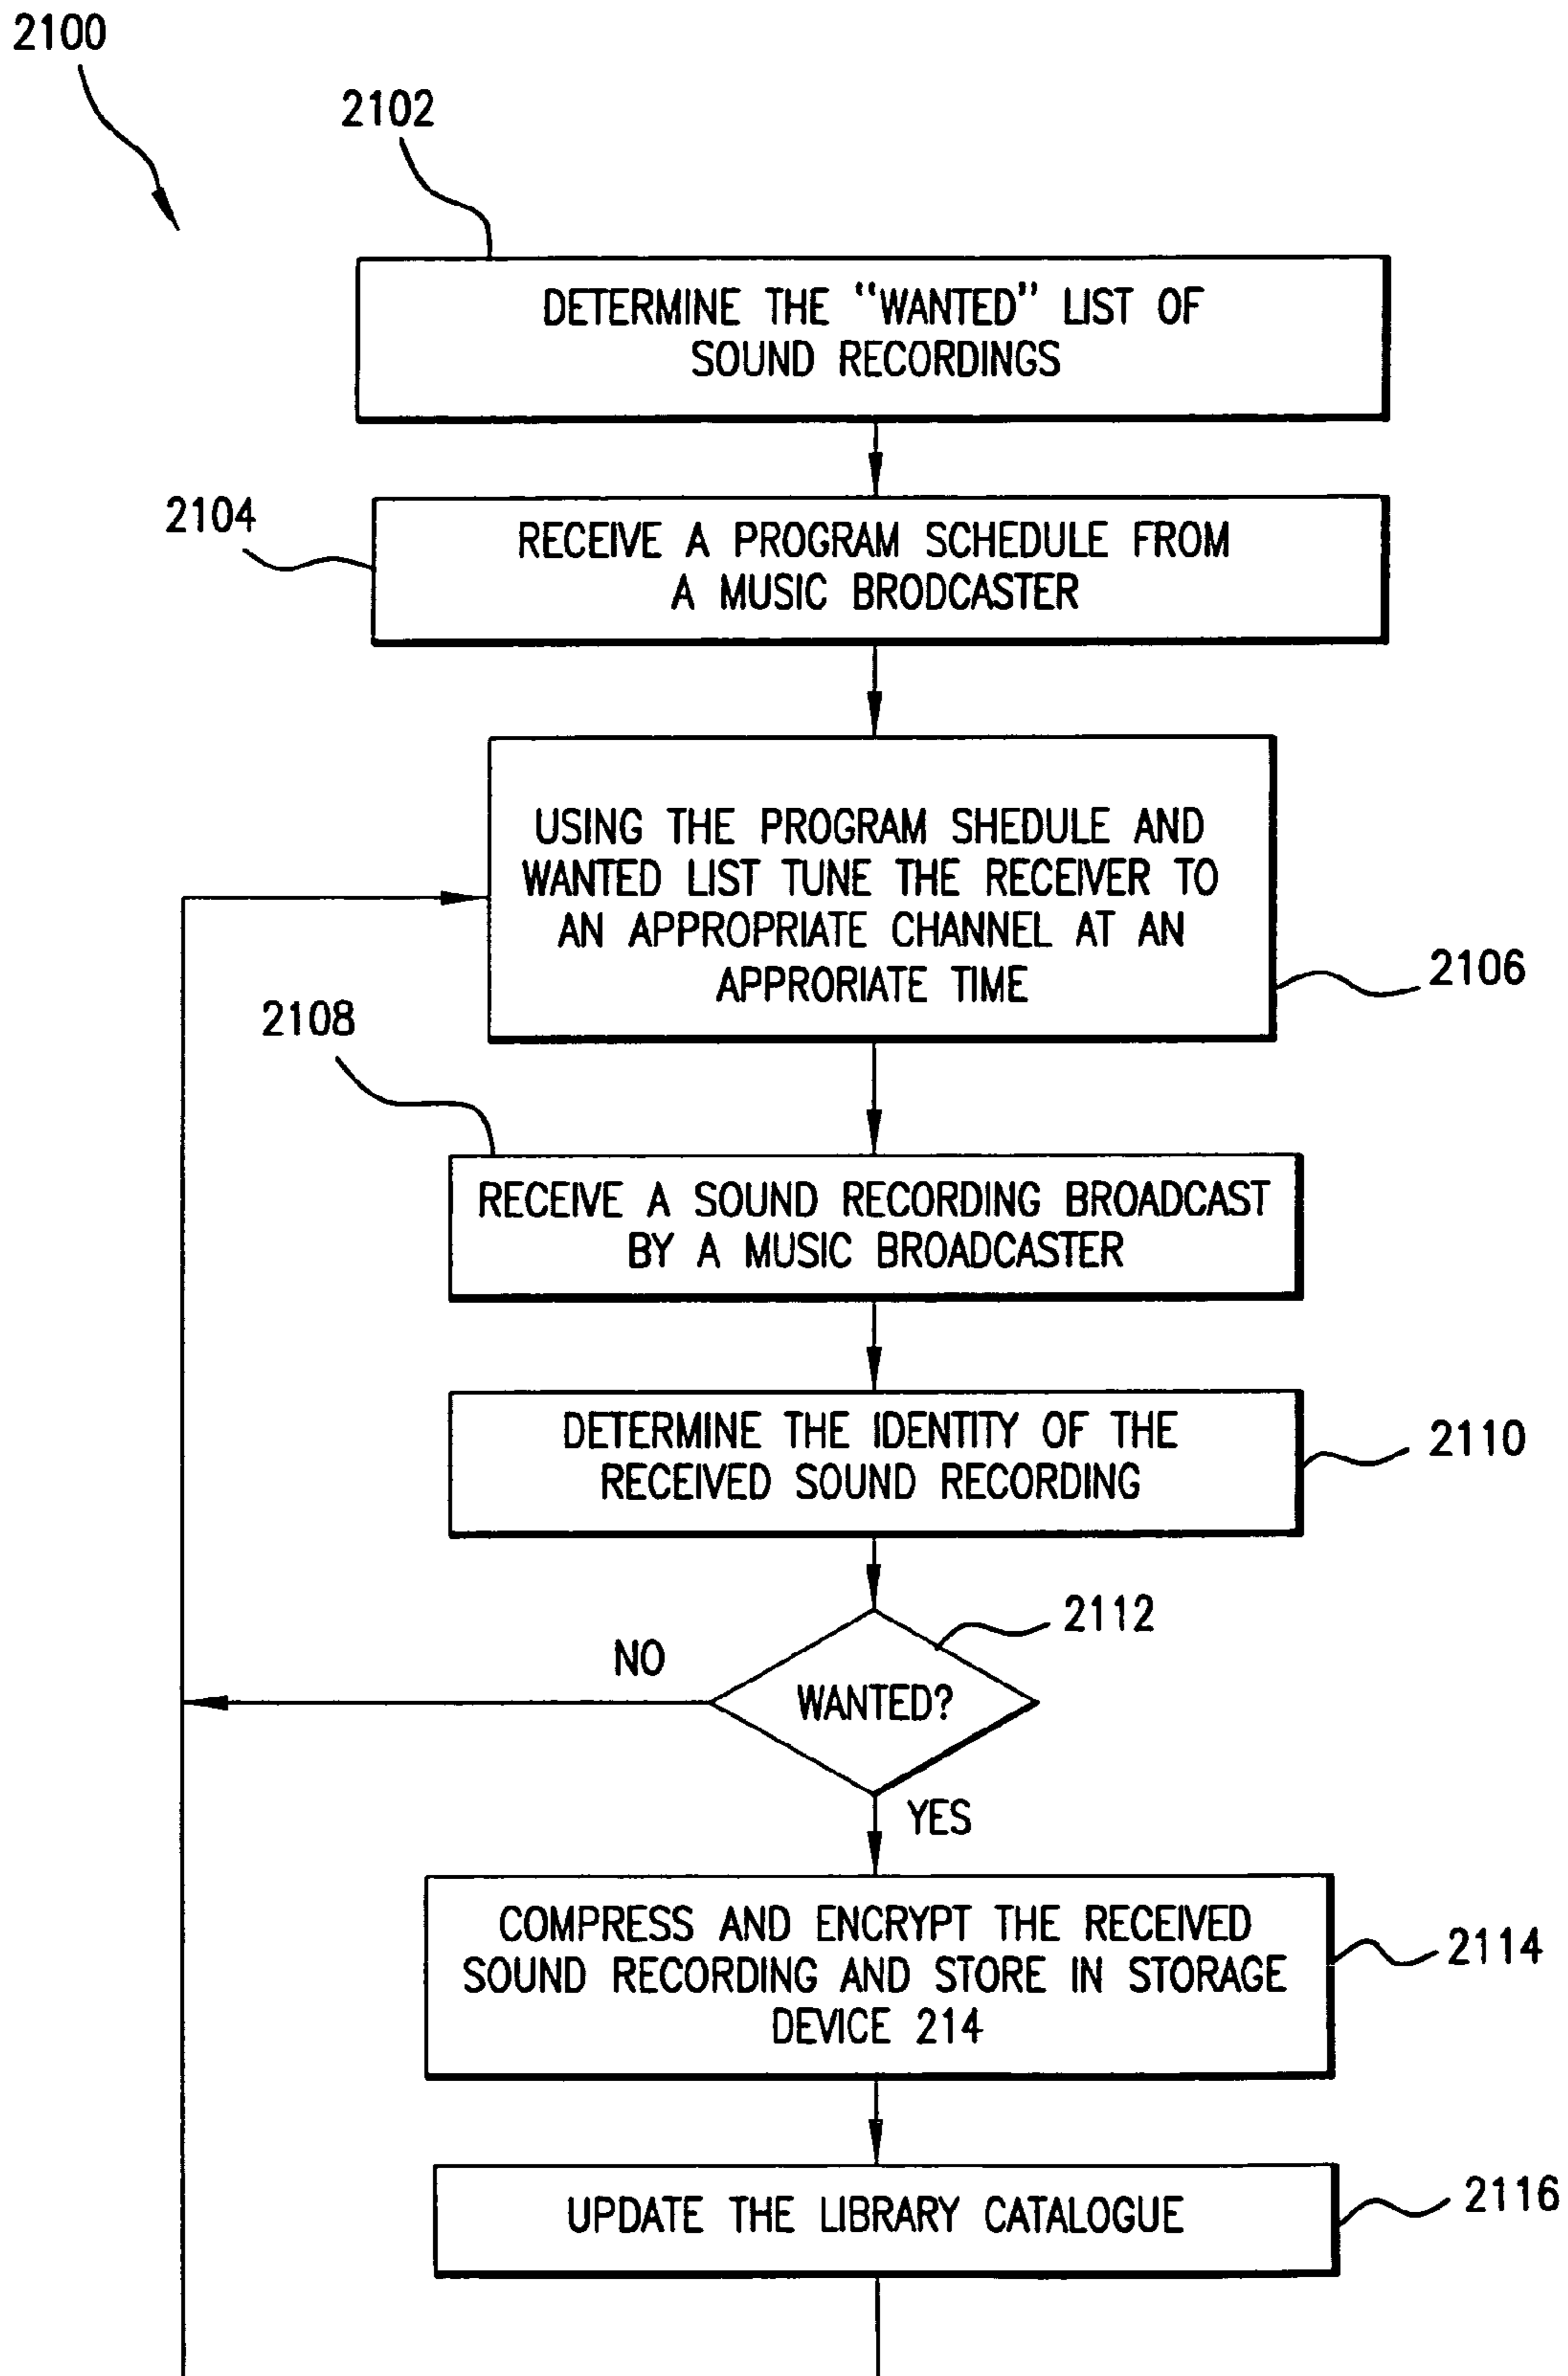 2100
2102
DETERMINE THE “WANTED” LIST OF
SOUND RECORDINGS
2104
RECEIVE A PROGRAM SCHEDULE FROM
A MUSIC BRODCASTER
USING THE PROGRAM SHEDULE AND
WANTED LIST TUNE THE RECEIVER TO
AN APPROPRIATE CHANNEL AT AN
APPRORIATE TIME
2106
2108
RECEIVE A SOUND RECORDING BROADCAST
BY A MUSIC BROADCASTER
DETERMINE THE IDENTITY OF THE
RECEIVED SOUND RECORDING
2110
2112
NO
WANTED?
YES
COMPRESS AND ENCRYPT THE RECEIVED
SOUND RECORDING AND STORE IN STORAGE
DEVICE 214
2114
UPDATE THE LIBRARY CATALOGUE
2116